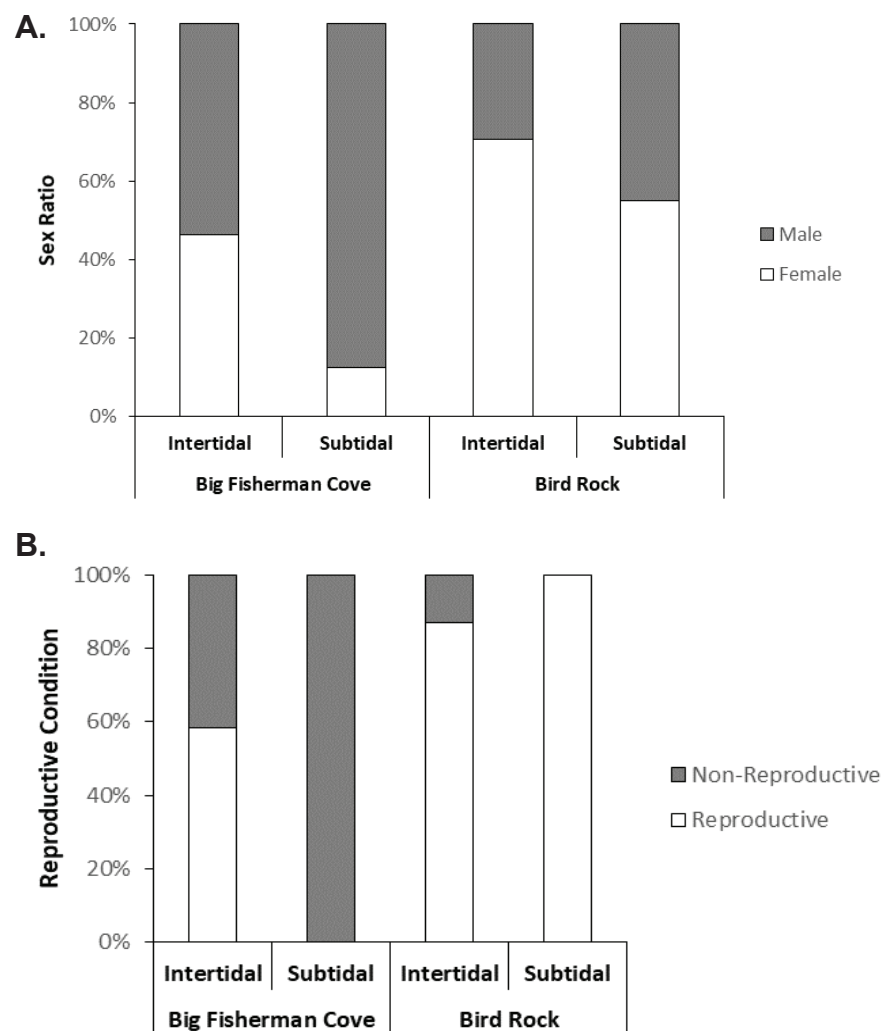 A.
100%
80%
60%
40%
20%
0%
Sex Ratio
Male
Female
Intertidal Subtidal Intertidal Subtidal
Big Fisherman Cove Bird Rock
B.
100%
80%
60%
40%
20%
0%
Reproductive Condition
Non-Reproductive
Reproductive
Intertidal Subtidal Intertidal Subtidal
Big Fisherman Cove Bird Rock